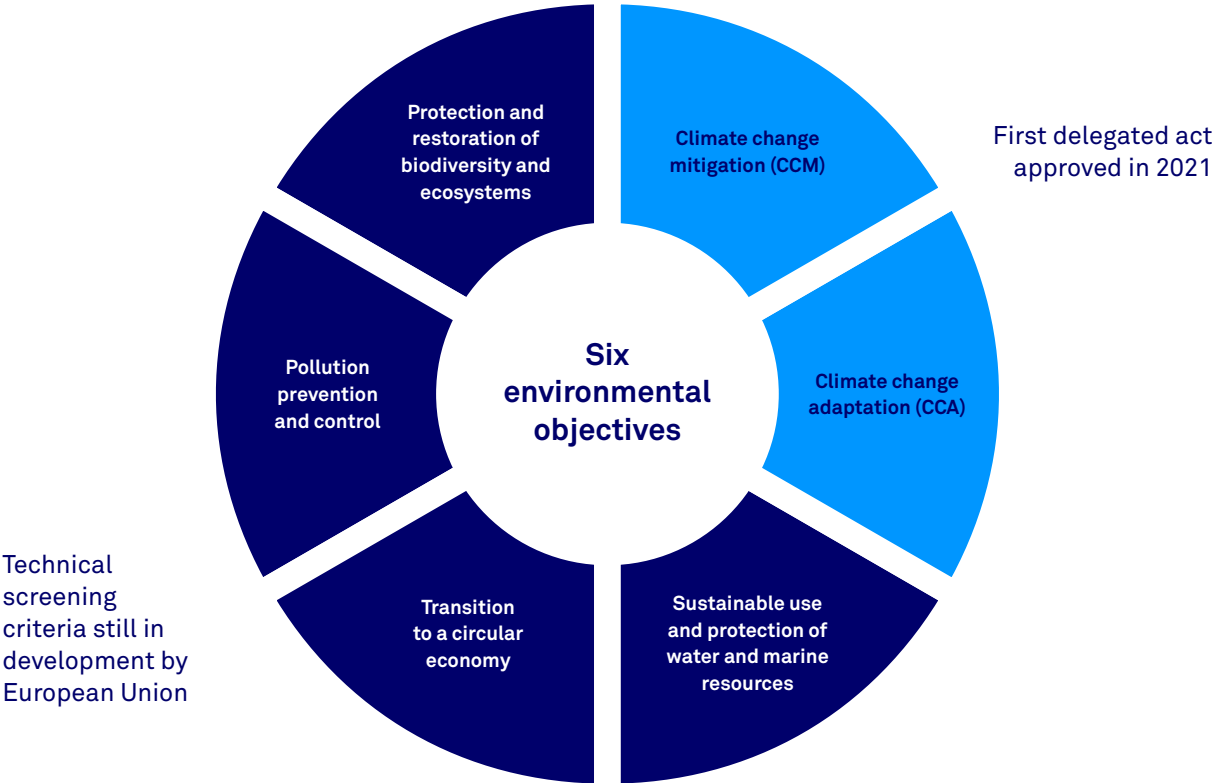 Protection and
restoration of
biodiversity and
ecosystems
Climate change
mitigation (CCM)
First delegated act
approved in 2021
Pollution
prevention
and control
Six
environmental
objectives
Climate change
adaptation (CCA)
Technical
screening
criteria still in
development by
European Union
Transition
to a circular
economy
Sustainable use
and protection of
water and marine
resources